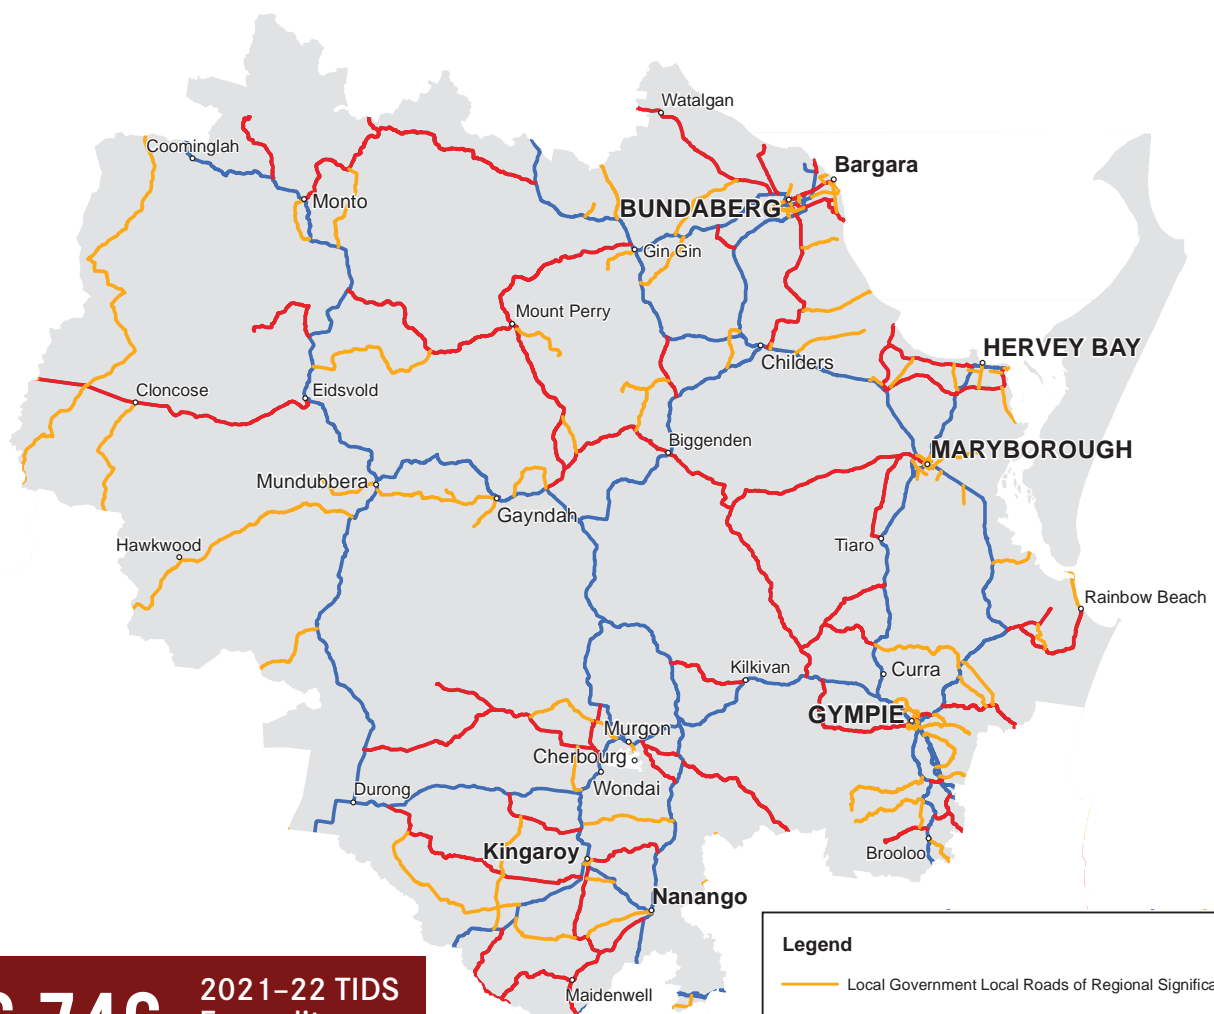 Watalgan
Coominglah
Bargara
Monto
BUNDABERG
Gin Gin
Mount Perry
HERVEY BAY
Childers
Cloncose
Eidsvold
Biggenden
MARYBOROUGH
Mundubbera
Gayndah
Hawkwood
Tiaro
Rainbow Beach
Kilkivan
Curra
GYMPIE
Murgon
Cherbourg
Wondai
Durong
Kingaroy
Brooloo
Nanango
Legend
Local Government Local Roads of Regional Significa
2021–22 TIDS
Maidenwell